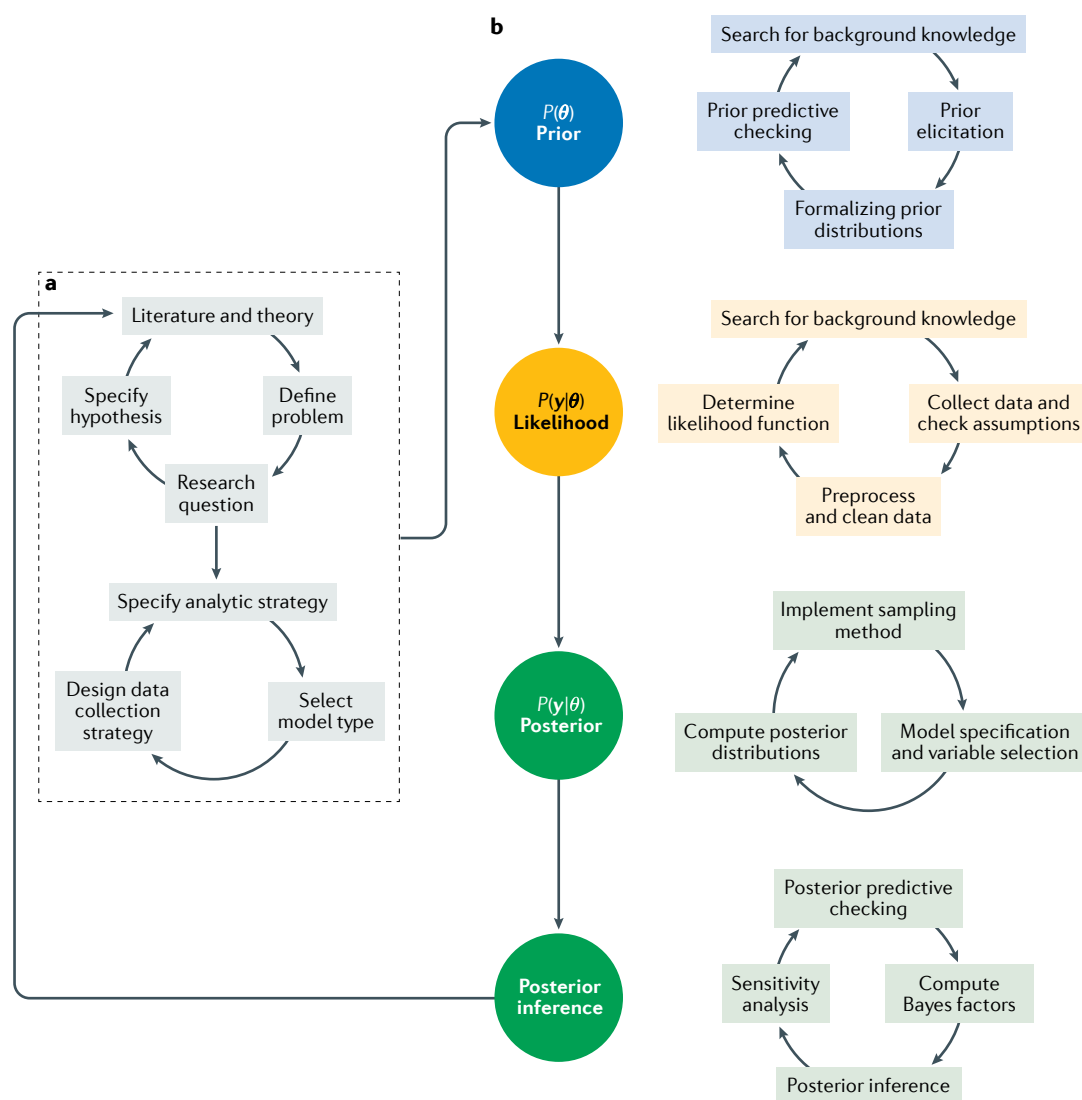 b
Search for background knowledge
P(θ)
Prior
Prior predictive
checking
Prior
elicitation
Formalizing prior
distributions
a
Literature and theory
Specify
hypothesis
Define
problem
Research
question
Specify analytic strategy
Design data
collection
strategy
Select
model type
Search for background knowledge
P(y|θ)
Likelihood
Determine
likelihood function
Collect data and
check assumptions
Preprocess
and clean data
Implement sampling
method
P(y|θ)
Posterior
Compute posterior
distributions
Model specification
and variable selection
Posterior predictive
checking
Posterior
inference
Sensitivity
analysis
Compute
Bayes factors
Posterior inference